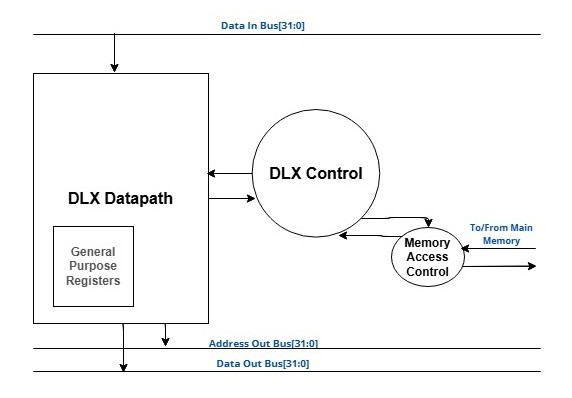 Data In Bus[31:0]
DLX Datapath
General
Purpose
Registers
DLX Control
Memory
Access
Control
To/From Main
Memory
Address Out Bus[31:0]
Data Out Bus[31:0]